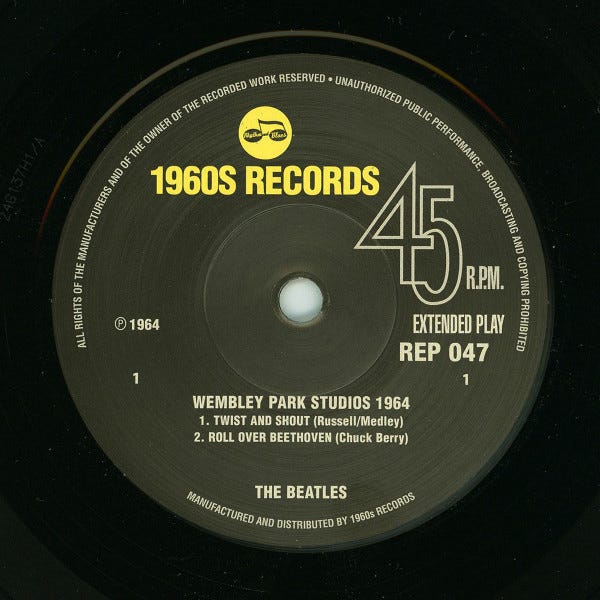 ALL RIGHTS OF THE MANUFACTURERS AND OF THE OWNER OF THE RECORDED WORK RESERVED • UNAUTHORIZED PUBLIC PERFORMANCE, BROADCASTING AND COPYING PROHIBITED
Rhythm Blues
1960S RECORDS
45
R.P.M.
℗ 1964
EXTENDED PLAY
REP 047
1
1
WEMBLEY PARK STUDIOS 1964
1. TWIST AND SHOUT (Russell/Medley)
2. ROLL OVER BEETHOVEN (Chuck Berry)
THE BEATLES
MANUFACTURED AND DISTRIBUTED BY 1960s RECORDS